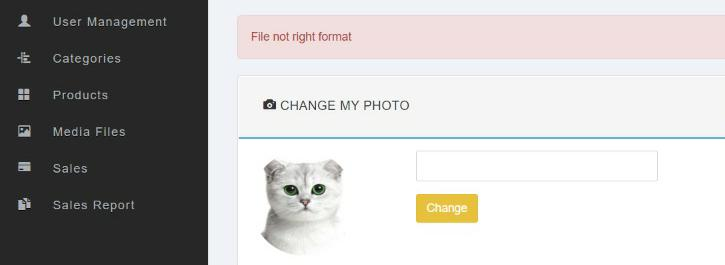 User Management
Categories
Products
Media Files
Sales
Sales Report
File not right format
CHANGE MY PHOTO
Change